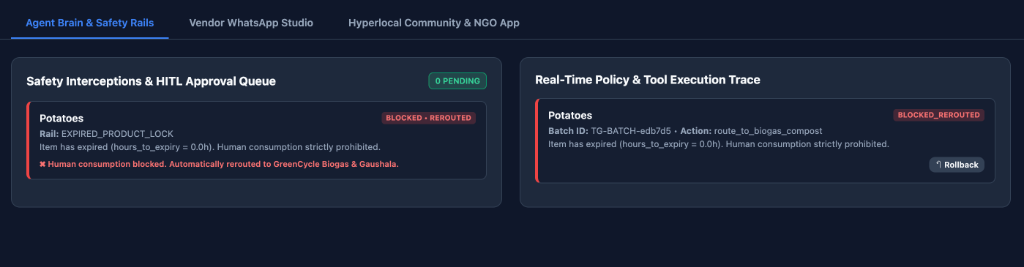 Agent Brain & Safety Rails
Vendor WhatsApp Studio
Hyperlocal Community & NGO App
Safety Interceptions & HITL Approval Queue
0 PENDING
Potatoes
BLOCKED • REROUTED
Rail: EXPIRED_PRODUCT_LOCK
Item has expired (hours_to_expiry = 0.0h). Human consumption strictly prohibited.
✖ Human consumption blocked. Automatically rerouted to GreenCycle Biogas & Gaushala.
Real-Time Policy & Tool Execution Trace
Potatoes
BLOCKED_REROUTED
Batch ID: TG-BATCH-edb7d5 • Action: route_to_biogas_compost
Item has expired (hours_to_expiry = 0.0h). Human consumption strictly prohibited.
Rollback